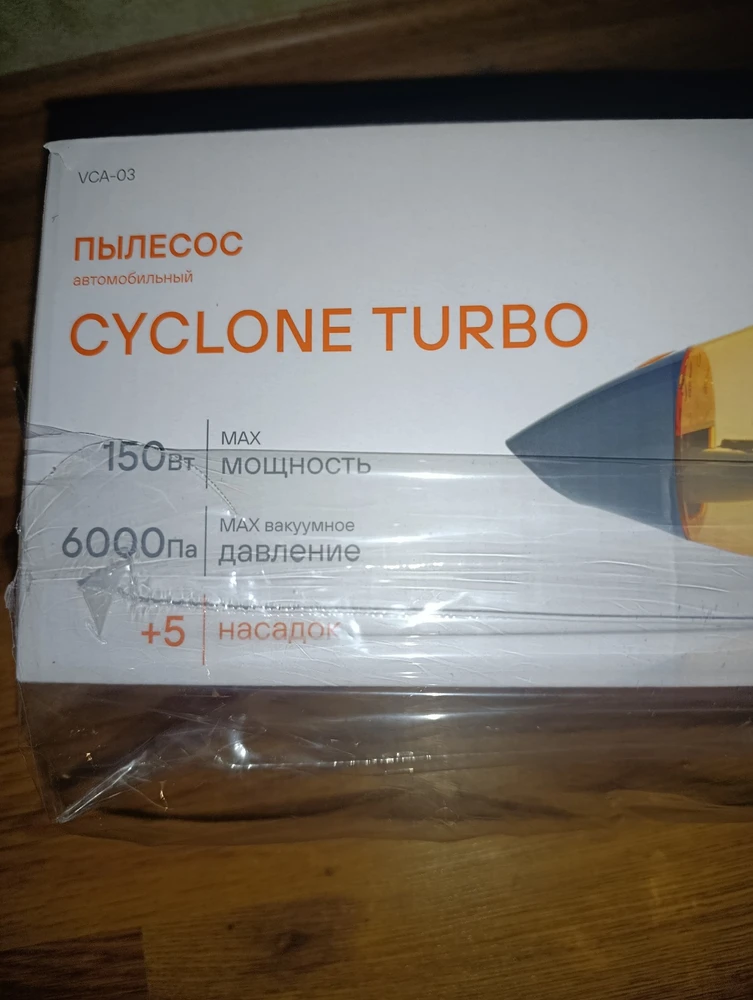 VCA-03
ПЫЛЕСОС
автомобильный
CYCLONE TURBO
150Вт MAX мощность
6000Па MAX вакуумное давление
+5 насадок